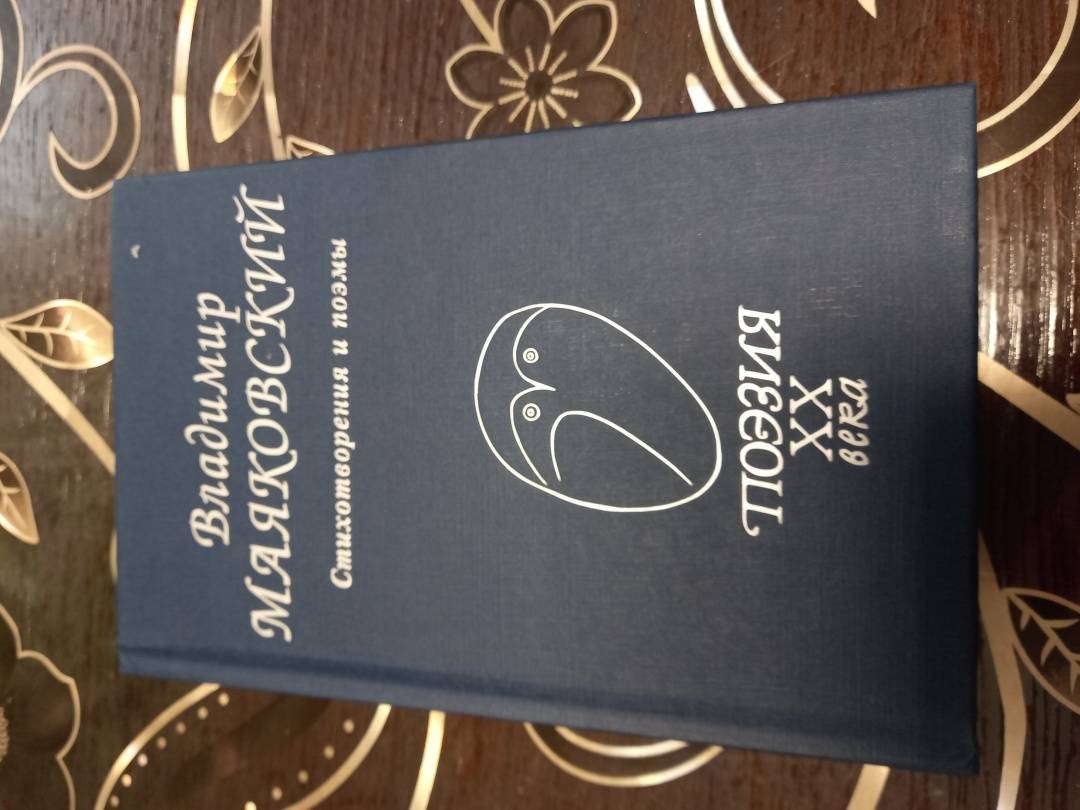 Владимир
МАЯКОВСКИЙ
Стихотворения и поэмы
ПОЭЗИЯ
XX
века